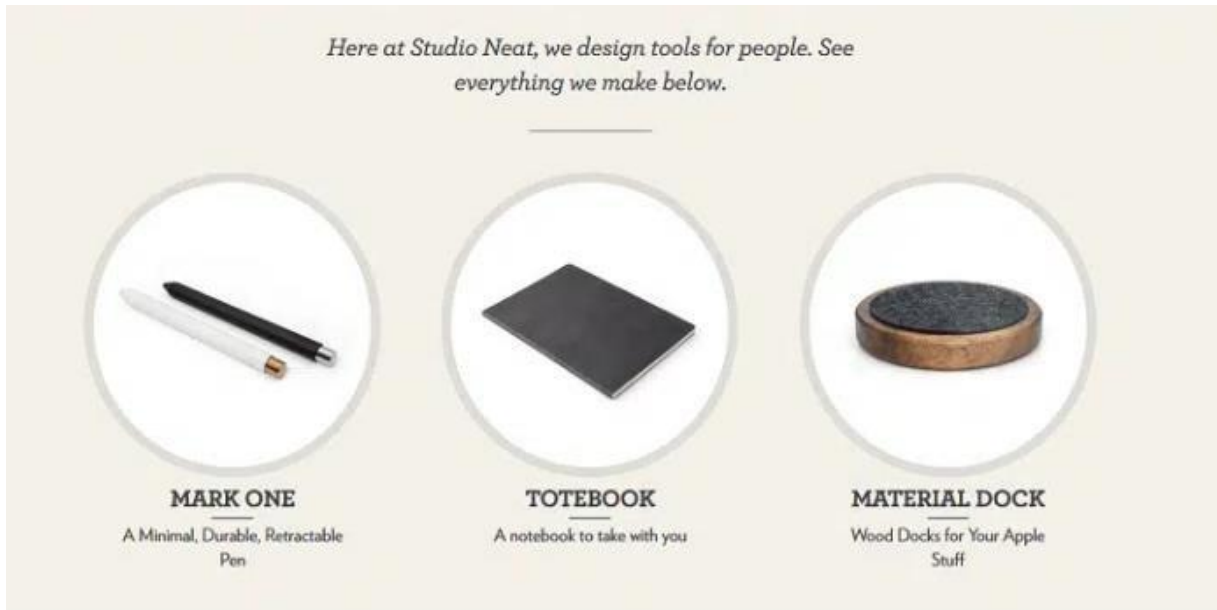 Here at Studio Neat, we design tools for people. See
everything we make below.
MARK ONE
A Minimal, Durable, Retractable
Pen
TOTEBOOK
A notebook to take with you
MATERIAL DOCK
Wood Docks for Your Apple
Stuff